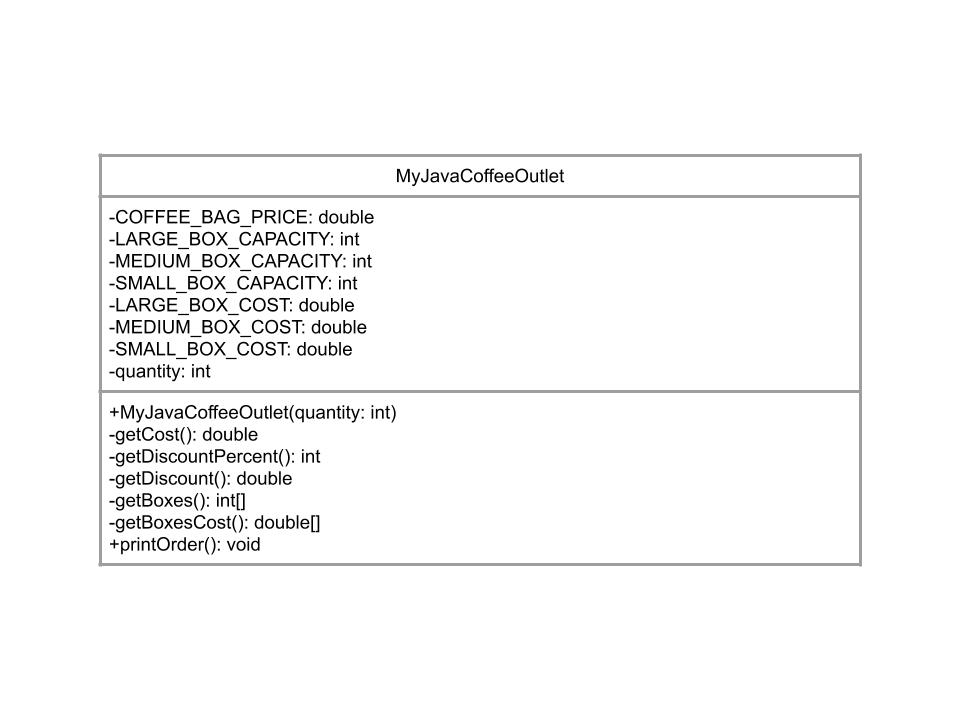 MyJavaCoffeeOutlet
-COFFEE_BAG_PRICE: double
-LARGE_BOX_CAPACITY: int
-MEDIUM_BOX_CAPACITY: int
-SMALL_BOX_CAPACITY: int
-LARGE_BOX_COST: double
-MEDIUM_BOX_COST: double
-SMALL_BOX_COST: double
-quantity: int
+MyJavaCoffeeOutlet(quantity: int)
-getCost(): double
-getDiscountPercent(): int
-getDiscount(): double
-getBoxes(): int[]
-getBoxesCost(): double[]
+printOrder(): void